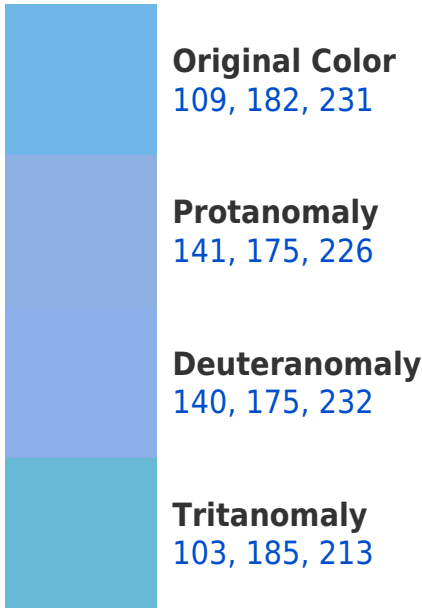 Original Color
109, 182, 231
Protanomaly
141, 175, 226
Deuteranomaly
140, 175, 232
Tritanomaly
103, 185, 213